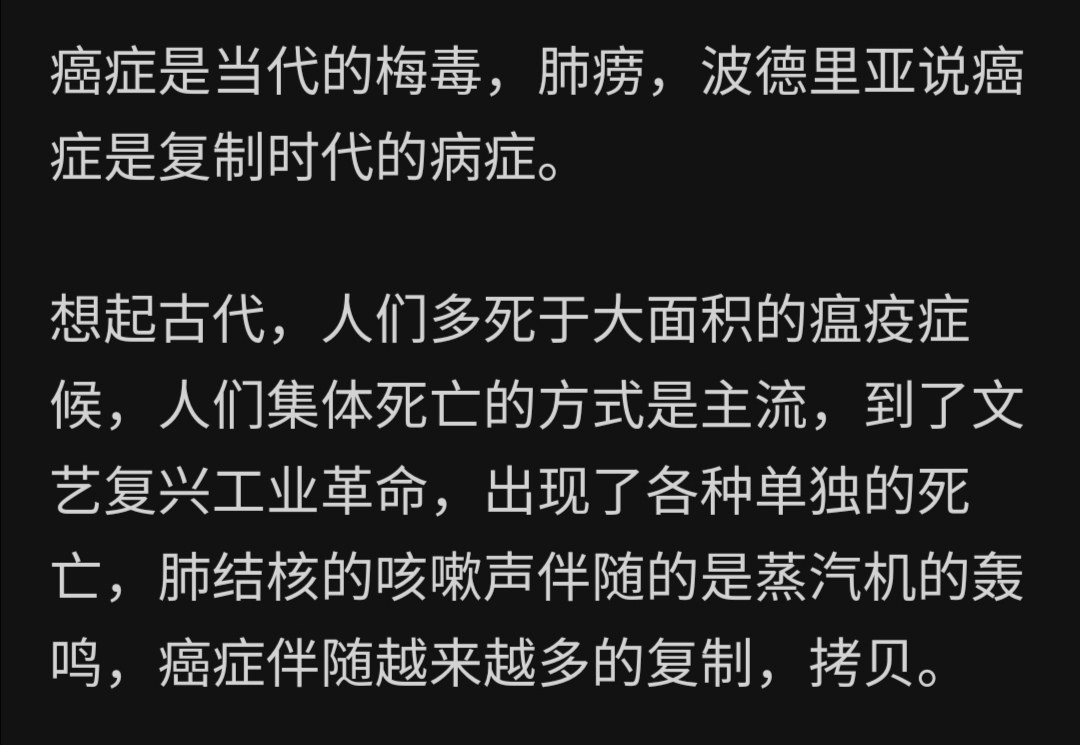 癌症是当代的梅毒，肺痨，波德里亚说癌
症是复制时代的病症。
想起古代，人们多死于大面积的瘟疫症
候，人们集体死亡的方式是主流，到了文
艺复兴工业革命，出现了各种单独的死
亡，肺结核的咳嗽声伴随的是蒸汽机的轰
鸣，癌症伴随越来越多的复制，拷贝。